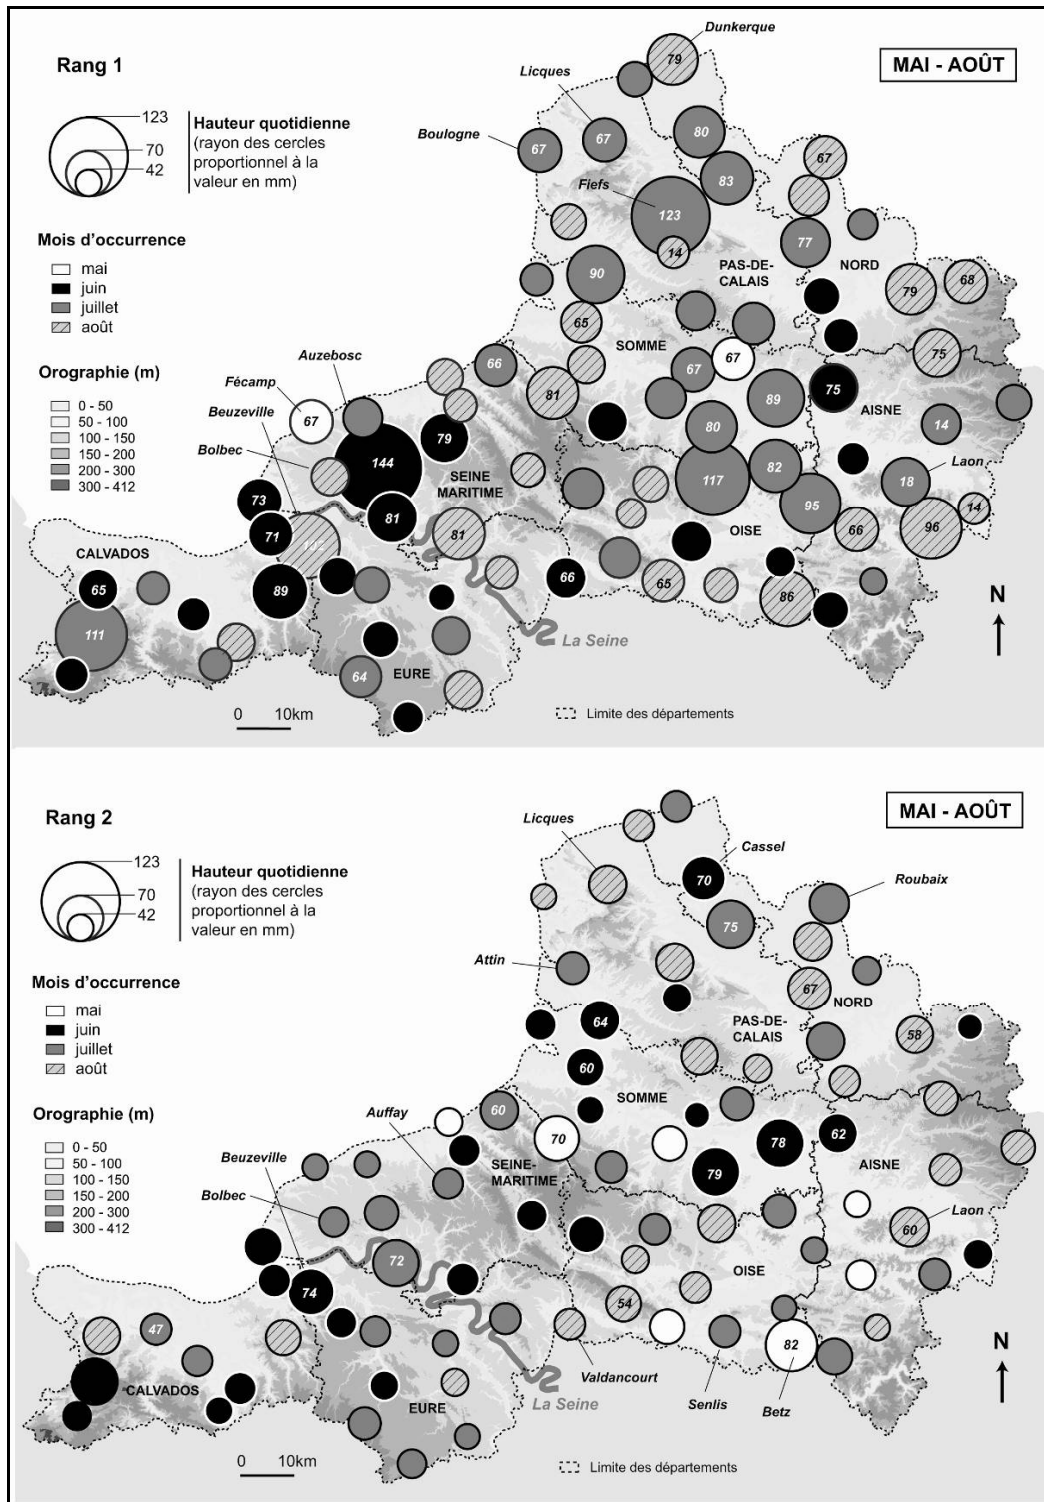 Rang 1
MAI - AOÛT
123
70
42
Hauteur quotidienne
(rayon des cercles
proportionnel à la
valeur en mm)
Mois d'occurrence
mai
juin
juillet
août
Orographie (m)
0 - 50
50 - 100
100 - 150
150 - 200
200 - 300
300 - 412
Dunkerque
79
Licques
67
Boulogne
67
80
83
67
Fiefs
123
14
77
NORD
PAS-DE-
CALAIS
90
79
68
65
SOMME
67
67
75
66
Auzebosc
Fécamp
67
Beuzeville
Bolbec
81
89
75
AISNE
14
80
79
144
SEINE
MARITIME
117
82
18
Laon
95
73
71
81
81
OISE
66
96
14
CALVADOS
65
89
66
65
86
111
La Seine
64
EURE
N
0 10km
Limite des départements
Rang 2
MAI - AOÛT
123
70
42
Hauteur quotidienne
(rayon des cercles
proportionnel à la
valeur en mm)
Mois d'occurrence
mai
juin
juillet
août
Orographie (m)
0 - 50
50 - 100
100 - 150
150 - 200
200 - 300
300 - 412
Licques
Cassel
70
Roubaix
75
Attin
67
NORD
64
PAS-DE-
CALAIS
58
60
SOMME
Auffay
60
70
78
62
Beuzeville
SEINE-
MARITIME
79
AISNE
Bolbec
60
Laon
72
OISE
74
54
47
82
CALVADOS
Valdancourt
Senlis
Betz
La Seine
EURE
N
0 10km
Limite des départements